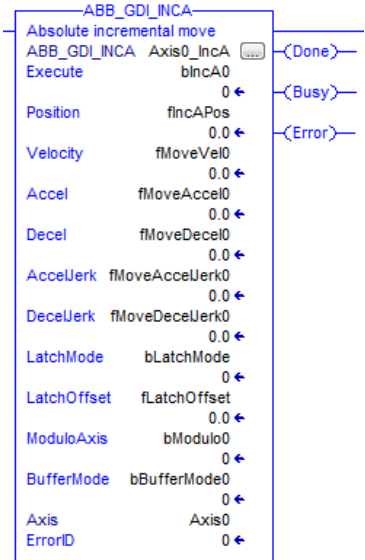 ABB_GDI_INCA
Absolute incremental move
ABB_GDI_INCA Axis0_IncA ... (Done)
Execute bIncA0
0 (Busy)
Position fIncAPos
0.0 (Error)
Velocity fMoveVel0
0.0
Accel fMoveAccel0
0.0
Decel fMoveDecel0
0.0
AccelJerk fMoveAccelJerk0
0.0
DecelJerk fMoveDecelJerk0
0.0
LatchMode bLatchMode
0
LatchOffset fLatchOffset
0.0
ModuloAxis bModulo0
0
BufferMode bBufferMode0
0
Axis Axis0
ErrorID 0